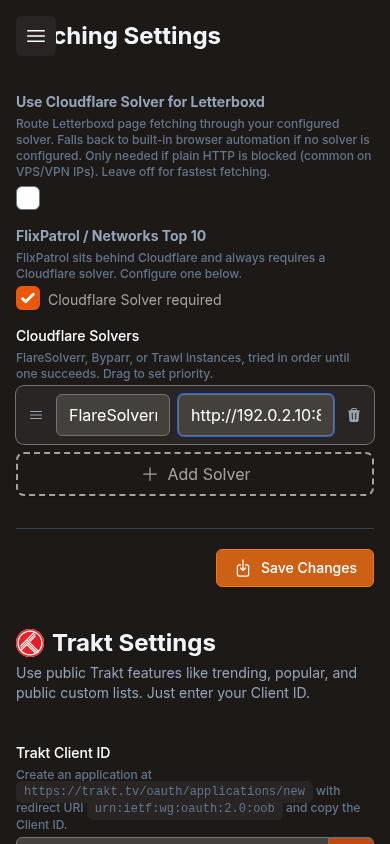 ching Settings
Use Cloudflare Solver for Letterboxd
Route Letterboxd page fetching through your configured
solver. Falls back to built-in browser automation if no solver is
configured. Only needed if plain HTTP is blocked (common on
VPS/VPN IPs). Leave off for fastest fetching.
FlixPatrol / Networks Top 10
FlixPatrol sits behind Cloudflare and always requires a
Cloudflare solver. Configure one below.
Cloudflare Solver required
Cloudflare Solvers
FlareSolverr, Byparr, or Trawl instances, tried in order until
one succeeds. Drag to set priority.
FlareSolverr http://192.0.2.10:8
Add Solver
Save Changes
Trakt Settings
Use public Trakt features like trending, popular, and
public custom lists. Just enter your Client ID.
Trakt Client ID
Create an application at
https://trakt.tv/oauth/applications/new with
redirect URI urn:ietf:wg:oauth:2.0:oob and copy the
Client ID.